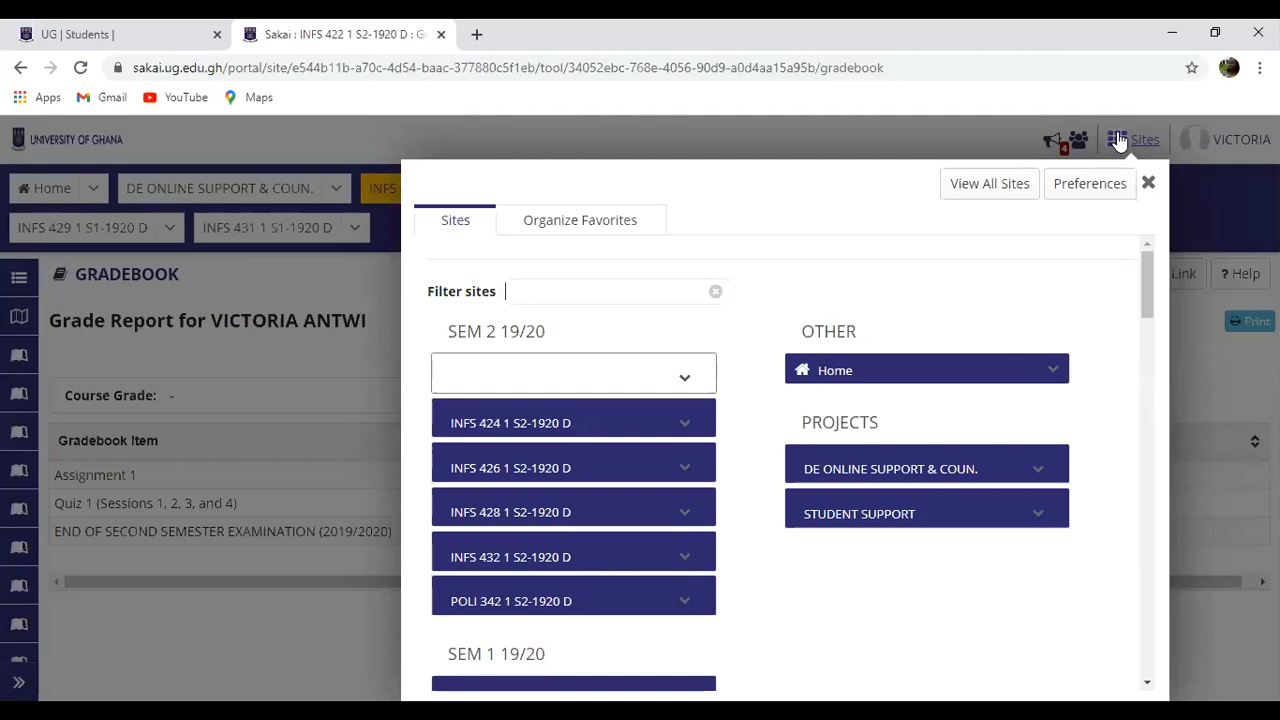 UG | Students |
Sakai : INFS 422 1 S2-1920 D : Gr
sakai.ug.edu.gh/portal/site/e544b11b-a70c-4d54-baac-377880c5f1eb/tool/34052ebc-768e-4056-90d9-a0d4aa15a95b/gradebook
Apps Gmail YouTube Maps
UNIVERSITY OF GHANA
4
Sites
VICTORIA
Home
DE ONLINE SUPPORT & COUN.
INFS
INFS 429 1 S1-1920 D
INFS 431 1 S1-1920 D
View All Sites
Preferences
Sites
Organize Favorites
GRADEBOOK
Link
? Help
Grade Report for VICTORIA ANTWI
Print
Course Grade: -
Gradebook Item
Assignment 1
Quiz 1 (Sessions 1, 2, 3, and 4)
END OF SECOND SEMESTER EXAMINATION (2019/2020)
Filter sites
SEM 2 19/20
INFS 424 1 S2-1920 D
INFS 426 1 S2-1920 D
INFS 428 1 S2-1920 D
INFS 432 1 S2-1920 D
POLI 342 1 S2-1920 D
SEM 1 19/20
OTHER
Home
PROJECTS
DE ONLINE SUPPORT & COUN.
STUDENT SUPPORT